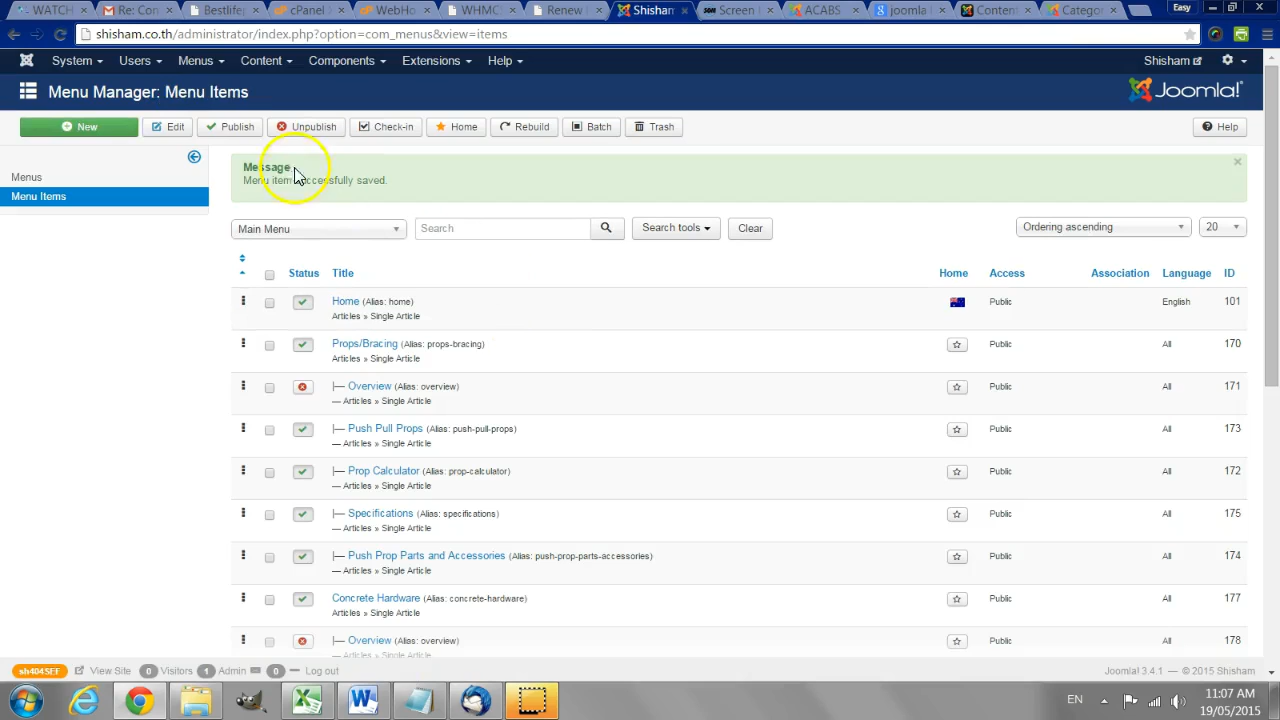 WATCH
Re: Con
Bestlife
cPanel
WebHo
WHMC
Renew
Shisham
Screen
ACABS
joomla
Content
Categor
Easy
shisham.co.th/administrator/index.php?option=com_menus&view=items
System Users Menus Content Components Extensions Help Shisham
Menu Manager: Menu Items Joomla!
New Edit Publish Unpublish Check-in Home Rebuild Batch Trash Help
Message
Menu item successfully saved.
Menus
Menu Items
Main Menu Search Search tools Clear Ordering ascending 20
Status Title Home Access Association Language ID
Home (Alias: home) Public English 101
Articles » Single Article
Props/Bracing (Alias: props-bracing) Public All 170
Articles » Single Article
|— Overview (Alias: overview) Public All 171
— Articles » Single Article
|— Push Pull Props (Alias: push-pull-props) Public All 173
— Articles » Single Article
|— Prop Calculator (Alias: prop-calculator) Public All 172
— Articles » Single Article
|— Specifications (Alias: specifications) Public All 175
— Articles » Single Article
|— Push Prop Parts and Accessories (Alias: push-prop-parts-accessories) Public All 174
— Articles » Single Article
Concrete Hardware (Alias: concrete-hardware) Public All 177
Articles » Single Article
|— Overview (Alias: overview) Public All 178
— Articles » Single Article
sh404SEF View Site 0 Visitors 1 Admin 0 Log out Joomla! 3.4.1 — © 2015 Shisham
EN 11:07 AM
19/05/2015